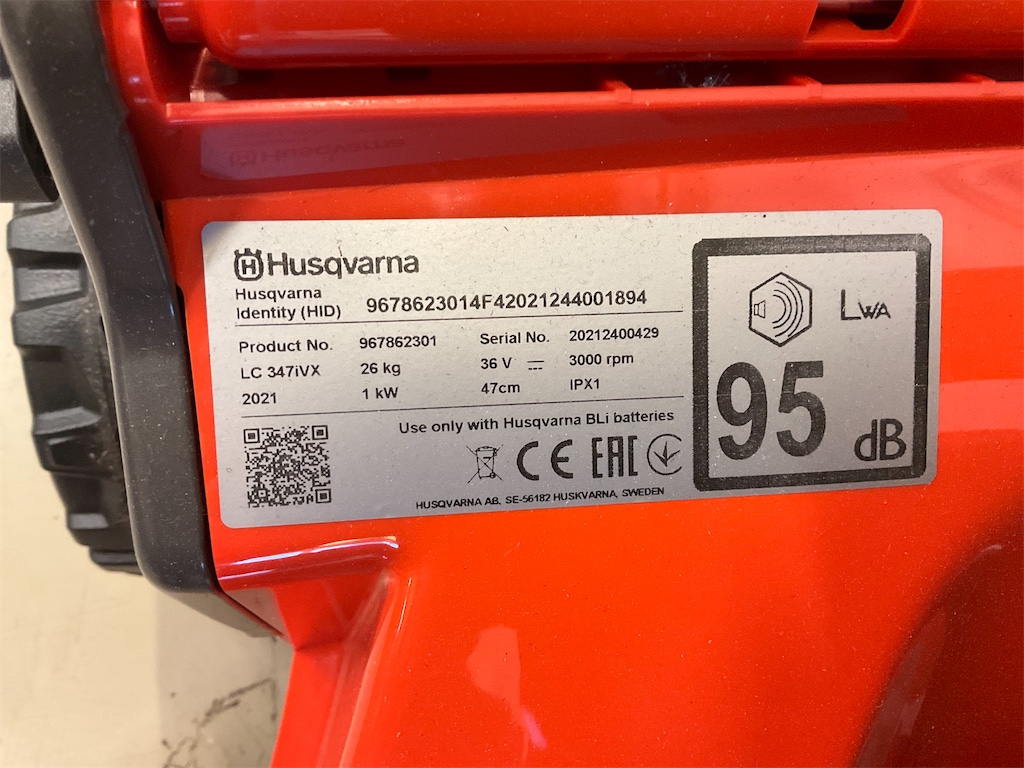 Husqvarna
Husqvarna
Identity (HID) 9678623014F42021244001894
Product No. 967862301 Serial No. 20212400429
LC 347iVX 26 kg 36 V 3000 rpm
2021 1 kW 47cm IPX1
Use only with Husqvarna BLi batteries
CE EAC
HUSQVARNA AB, SE-56182 HUSKVARNA, SWEDEN
LWA
95 dB